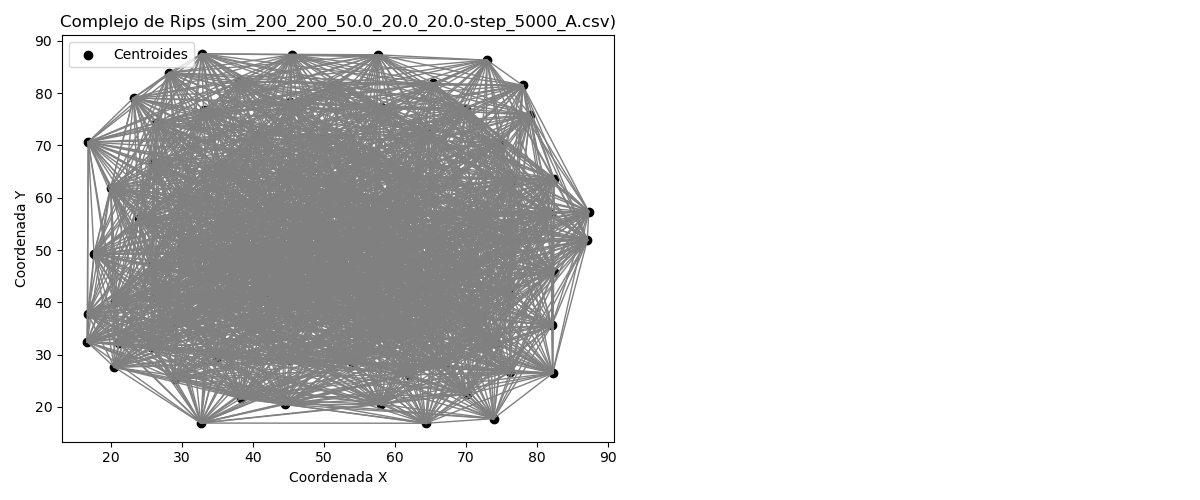 Complejo de Rips (sim_200_200_50.0_20.0_20.0-step_5000_A.csv)
90
Centroides
80
70
60
50
40
30
20
Coordenada Y
20 30 40 50 60 70 80 90
Coordenada X